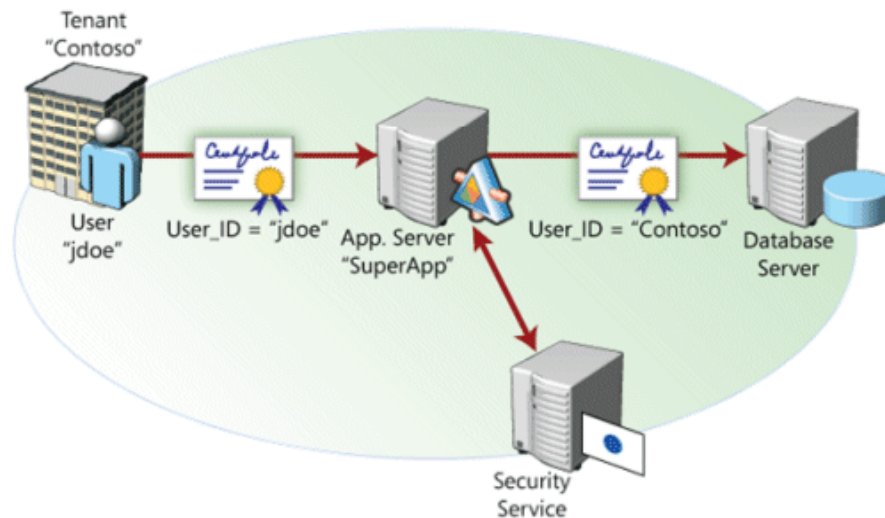 Tenant
“Contoso”
User
“jdoe”
User_ID = “jdoe”
App. Server
“SuperApp”
User_ID = “Contoso”
Database
Server
Security
Service